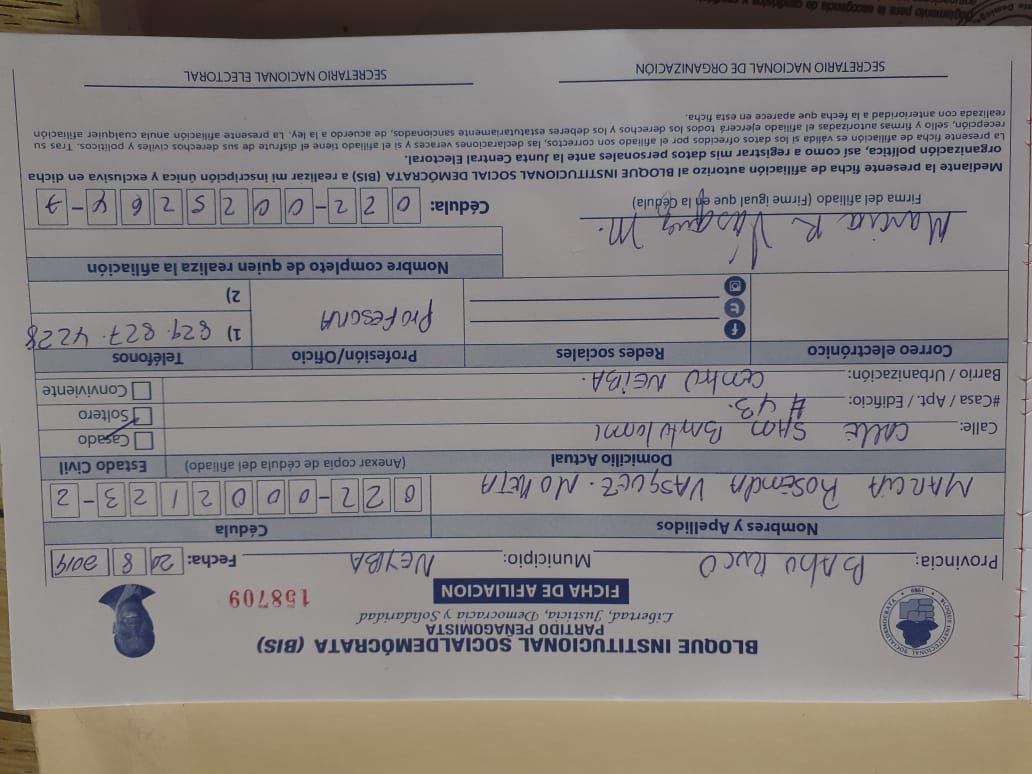 BLOQUE INSTITUCIONAL SOCIALDEMÓCRATA (BIS)
PARTIDO PEÑAGOMISTA
Libertad, Justicia, Democracia y Solidaridad
FICHA DE AFILIACION
158709
Provincia: BAhoRuCO Municipio: NEYBA Fecha: 20 8 2019
Nombres y Apellidos Cédula
MARCIA ROSENDA VASQUEZ. NOVETA 022-0002123-2
Domicilio Actual (Anexar copia de cédula del afiliado) Estado Civil
Calle: CALLE SAN Casado
#Casa / Apt. / Edificio: # 43. Soltero
Barrio / Urbanización: CENTRO NEIBA. Conviviente
Correo electrónico Redes sociales Profesión/Oficio Teléfonos
PROFESORA 1) 829.827.4228
2)
Nombre completo de quien realiza la afiliación
Marcia R. Vásquez M.
Firma del afiliado (Firme igual que en la Cédula) Cédula: 022-0025264-7
Mediante la presente ficha de afiliación autorizo al BLOQUE INSTITUCIONAL SOCIAL DEMÓCRATA (BIS) a realizar mi inscripción única y exclusiva en dicha
organización política, así como a registrar mis datos personales ante la Junta Central Electoral.
La presente ficha de afiliación es válida si los datos ofrecidos por el afiliado son correctos, las declaraciones veraces y si el afiliado tiene el disfrute de sus derechos civiles y políticos. Tras su
recepción, sello y firmas autorizadas el afiliado ejercerá todos los derechos y los deberes estatutariamente sancionados, de acuerdo a la ley. La presente afiliación anula cualquier afiliación
realizada con anterioridad a la fecha que aparece en esta ficha.
SECRETARIO NACIONAL DE ORGANIZACIÓN SECRETARIO NACIONAL ELECTORAL